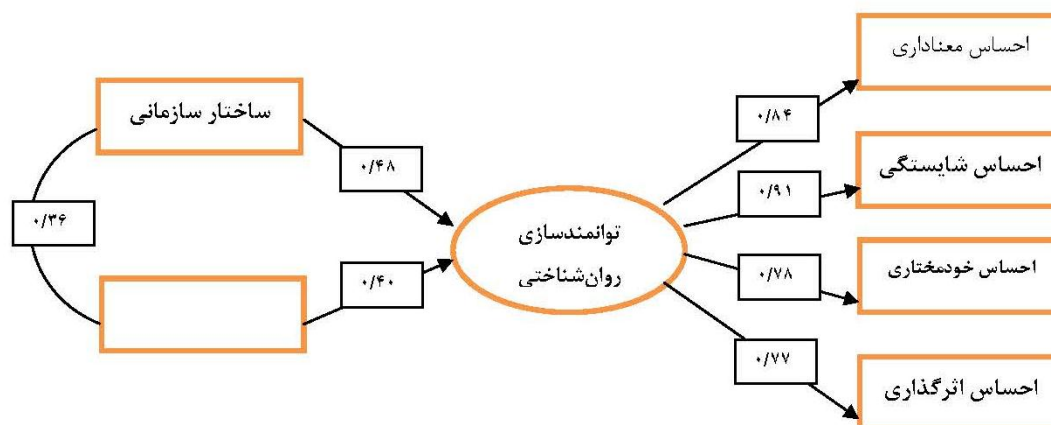 احساس معناداری
ساختار سازمانی
۰/۸۴
۰/۴۸
احساس شایستگی
۰/۹۱
۰/۳۶
توانمندسازی
روان‌شناختی
احساس خودمختاری
۰/۷۸
۰/۴۰
۰/۷۷
احساس اثرگذاری